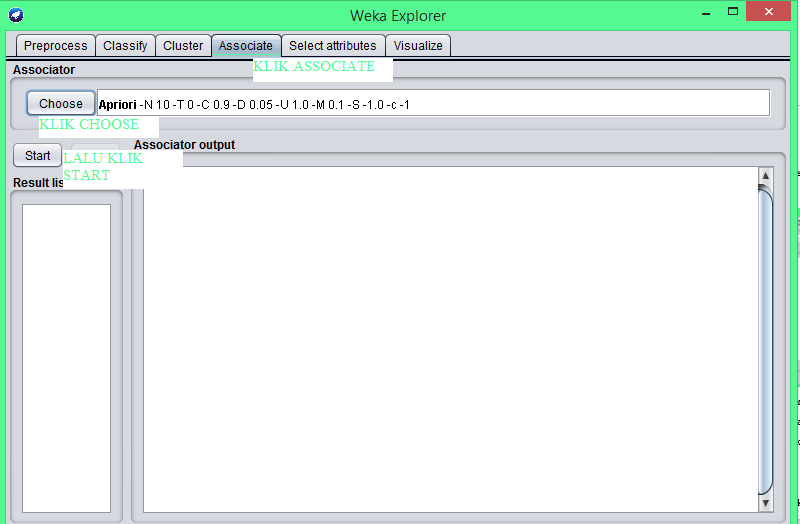 Weka Explorer
Preprocess Classify Cluster Associate Select attributes Visualize
KLIK ASSOCIATE
Associator
Choose Apriori -N 10 -T 0 -C 0.9 -D 0.05 -U 1.0 -M 0.1 -S -1.0 -c -1
KLIK CHOOSE
Associator output
Start
LALU KLIK
START
Result lis